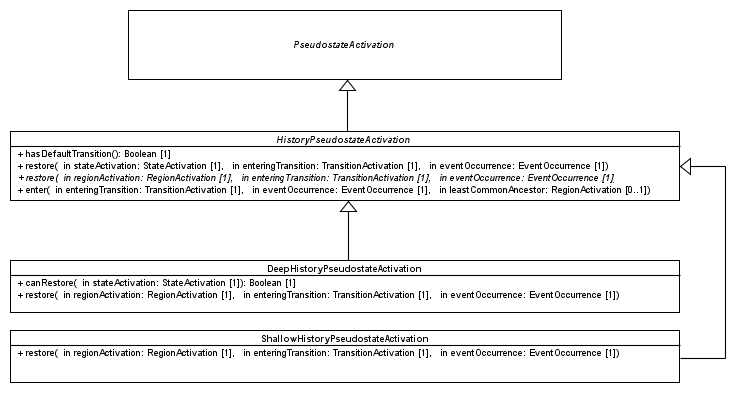 PseudostateActivation
HistoryPseudostateActivation
+ hasDefaultTransition(): Boolean [1]
+ restore( in stateActivation: StateActivation [1], in enteringTransition: TransitionActivation [1], in eventOccurrence: EventOccurrence [1])
+ restore( in regionActivation: RegionActivation [1], in enteringTransition: TransitionActivation [1], in eventOccurrence: EventOccurrence [1]
+ enter( in enteringTransition: TransitionActivation [1], in eventOccurrence: EventOccurrence [1], in leastCommonAncestor: RegionActivation [0..1])
DeepHistoryPseudostateActivation
+ canRestore( in stateActivation: StateActivation [1]): Boolean [1]
+ restore( in regionActivation: RegionActivation [1], in enteringTransition: TransitionActivation [1], in eventOccurrence: EventOccurrence [1])
ShallowHistoryPseudostateActivation
+ restore( in regionActivation: RegionActivation [1], in enteringTransition: TransitionActivation [1], in eventOccurrence: EventOccurrence [1])